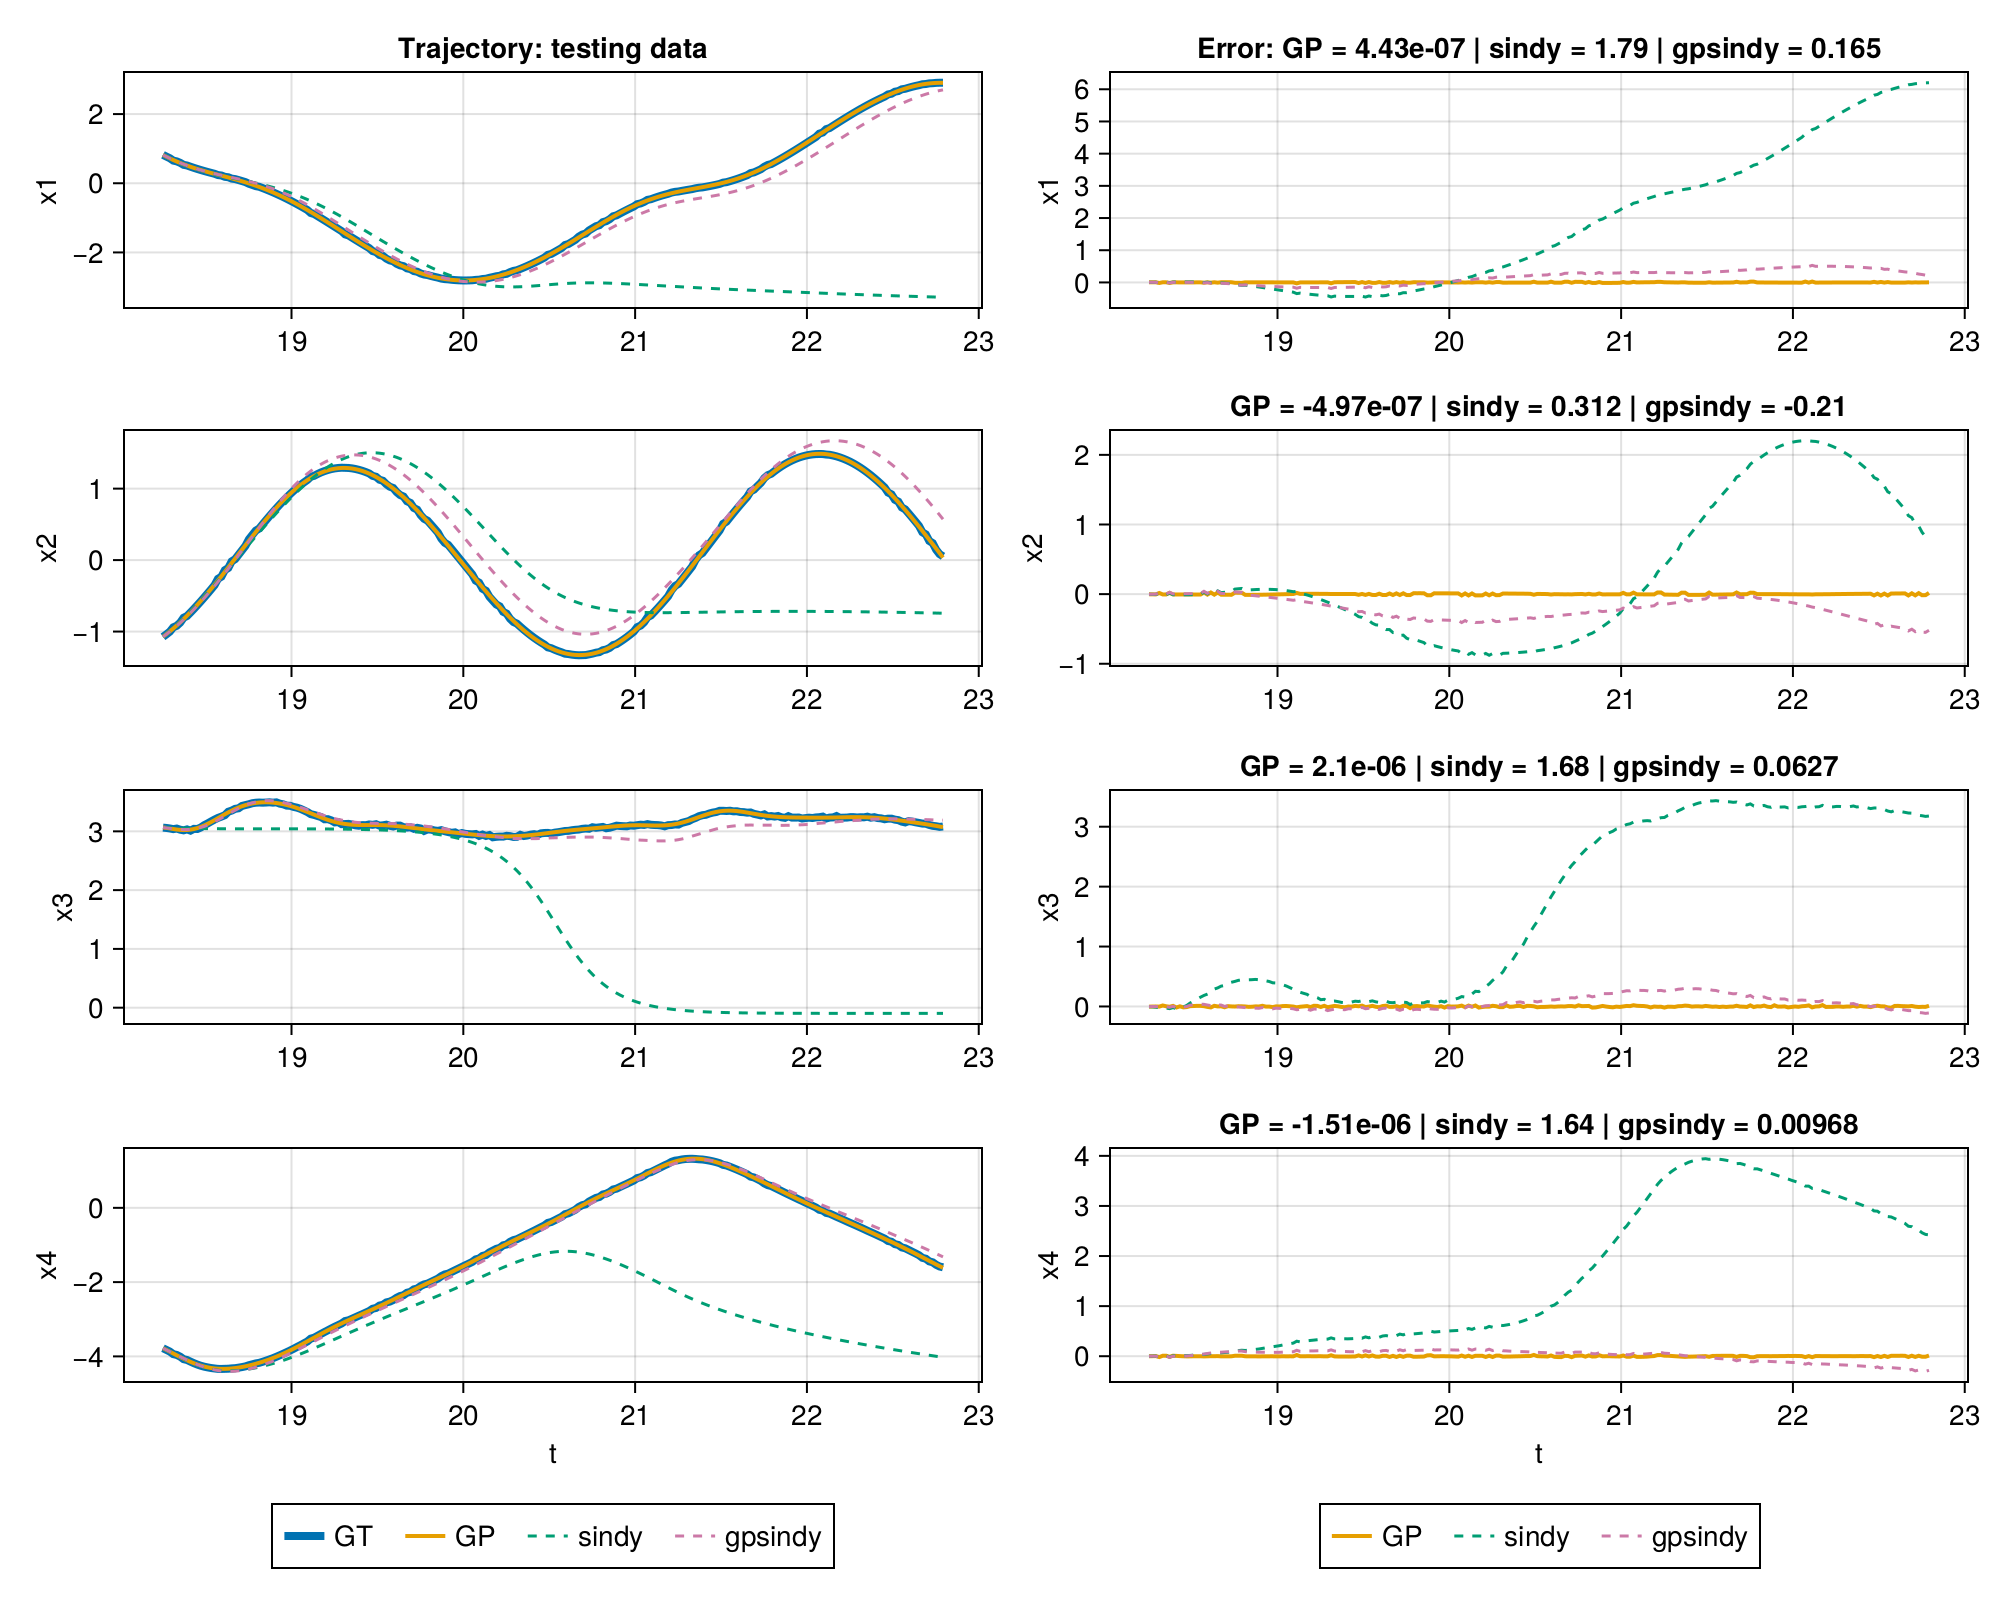 Trajectory: testing data
x1
2
0
−2
19 20 21 22 23
Error: GP = 4.43e-07 | sindy = 1.79 | gpsindy = 0.165
x1
6
5
4
3
2
1
0
19 20 21 22 23
x2
1
0
−1
19 20 21 22 23
GP = -4.97e-07 | sindy = 0.312 | gpsindy = -0.21
x2
2
1
0
−1
19 20 21 22 23
x3
3
2
1
0
19 20 21 22 23
GP = 2.1e-06 | sindy = 1.68 | gpsindy = 0.0627
x3
3
2
1
0
19 20 21 22 23
x4
0
−2
−4
19 20 21 22 23
t
GP = -1.51e-06 | sindy = 1.64 | gpsindy = 0.00968
x4
4
3
2
1
0
19 20 21 22 23
t
GT GP sindy gpsindy
GP sindy gpsindy